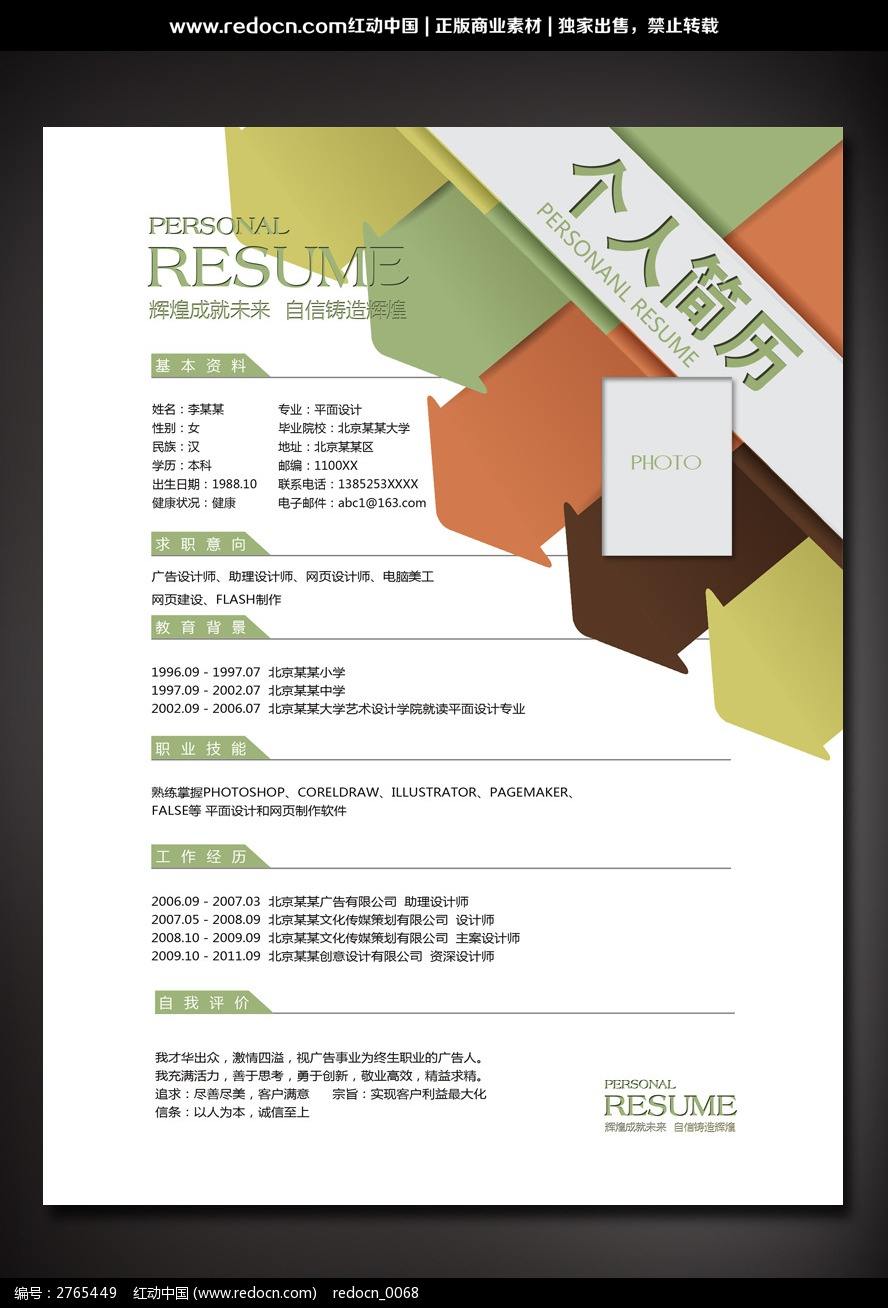 www.redocn.com红动中国 | 正版商业素材 | 独家出售，禁止转载
个人简历
PERSONANL RESUME
PERSONAL
RESUME
辉煌成就未来 自信铸造辉煌
PHOTO
基本资料
姓名：李某某 专业：平面设计
性别：女 毕业院校：北京某某大学
民族：汉 地址：北京某某区
学历：本科 邮编：1100XX
出生日期：1988.10 联系电话：1385253XXXX
健康状况：健康 电子邮件：abc1@163.com
求职意向
广告设计师、助理设计师、网页设计师、电脑美工
网页建设、FLASH制作
教育背景
1996.09 - 1997.07 北京某某小学
1997.09 - 2002.07 北京某某中学
2002.09 - 2006.07 北京某某大学艺术设计学院就读平面设计专业
职业技能
熟练掌握PHOTOSHOP、CORELDRAW、ILLUSTRATOR、PAGEMAKER、
FALSE等 平面设计和网页制作软件
工作经历
2006.09 - 2007.03 北京某某广告有限公司 助理设计师
2007.05 - 2008.09 北京某某文化传媒策划有限公司 设计师
2008.10 - 2009.09 北京某某文化传媒策划有限公司 主案设计师
2009.10 - 2011.09 北京某某创意设计有限公司 资深设计师
自我评价
我才华出众，激情四溢，视广告事业为终生职业的广告人。
我充满活力，善于思考，勇于创新，敬业高效，精益求精。
追求：尽善尽美，客户满意 宗旨：实现客户利益最大化
信条：以人为本，诚信至上
PERSONAL
RESUME
辉煌成就未来 自信铸造辉煌
编号：2765449 红动中国 (www.redocn.com) redocn_0068